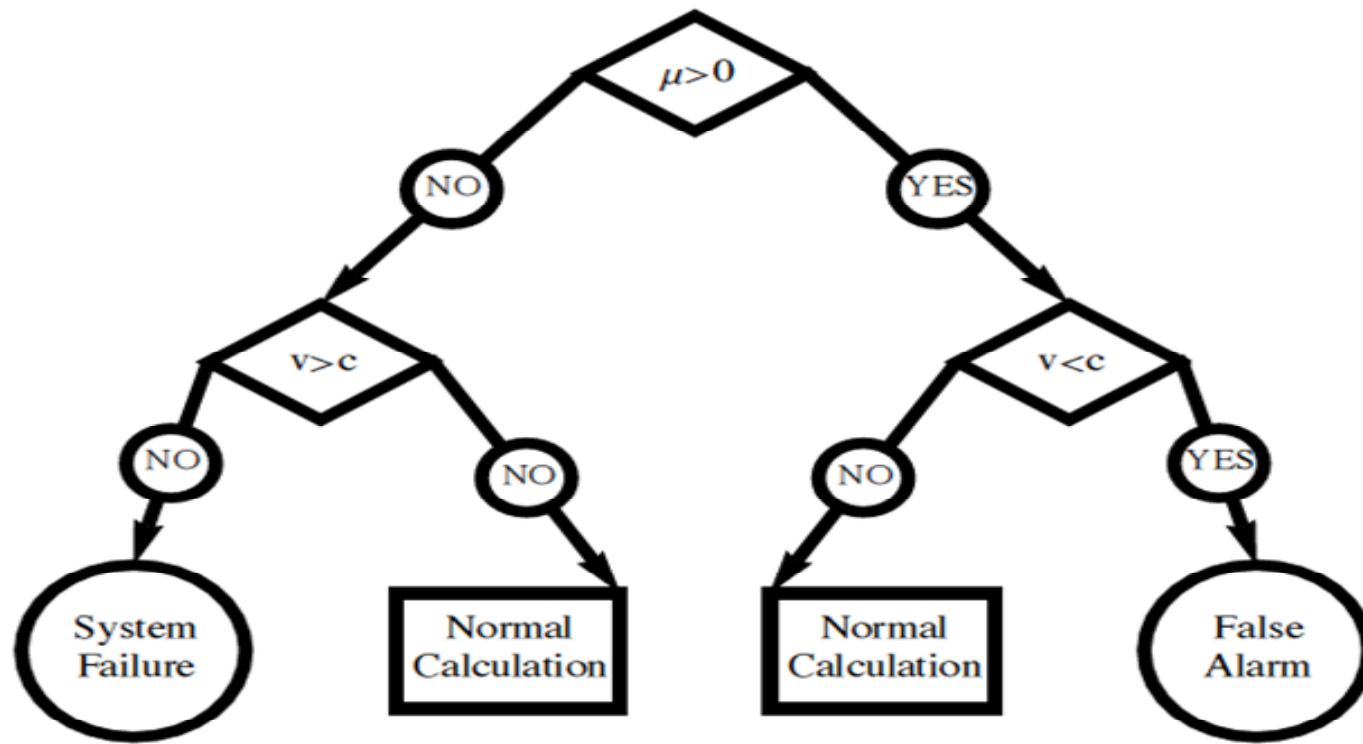 μ>0
NO
YES
v>c
v<c
NO
NO
NO
YES
System
Failure
Normal
Calculation
Normal
Calculation
False
Alarm